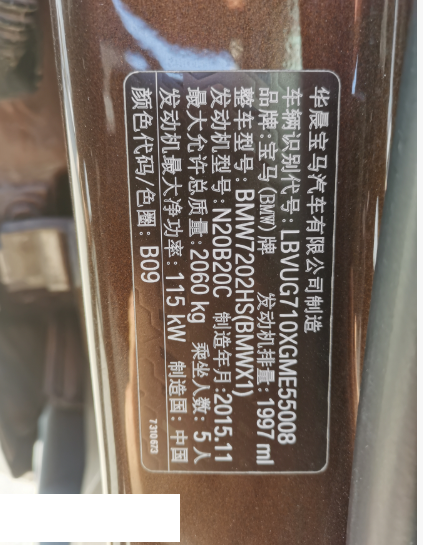 华晨宝马汽车有限公司制造
车辆识别代号:LBVUG710XGME55008
品牌:宝马(BMW)牌 发动机排量:1997 ml
整车型号:BMW7202HS(BMWX1)
发动机型号:N20B20C 制造年月:2015.11
最大允许总质量:2060 kg 乘坐人数: 5人
发动机最大净功率: 115 kW 制造国: 中国
颜色代码/色圈: B09
7 310 673